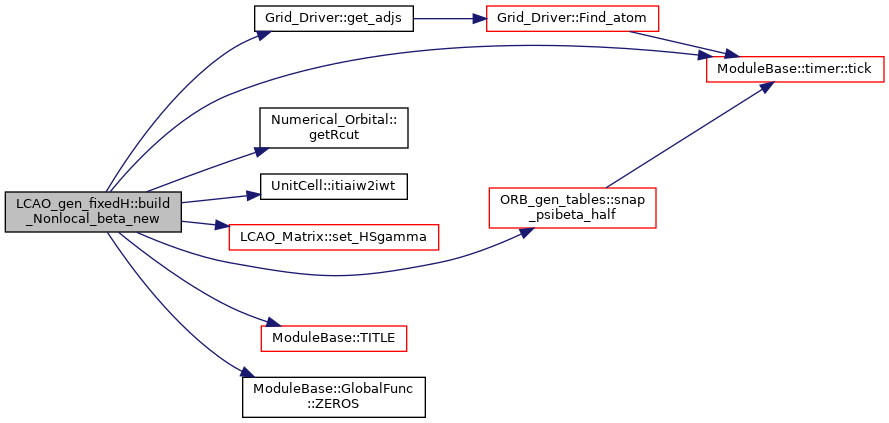 LCAO_gen_fixedH::build
_Nonlocal_beta_new
Grid_Driver::get_adjs
Grid_Driver::Find_atom
ModuleBase::timer::tick
Numerical_Orbital::
getRcut
UnitCell::itiaiw2iwt
LCAO_Matrix::set_HSgamma
ORB_gen_tables::snap
_psibeta_half
ModuleBase::TITLE
ModuleBase::GlobalFunc
::ZEROS